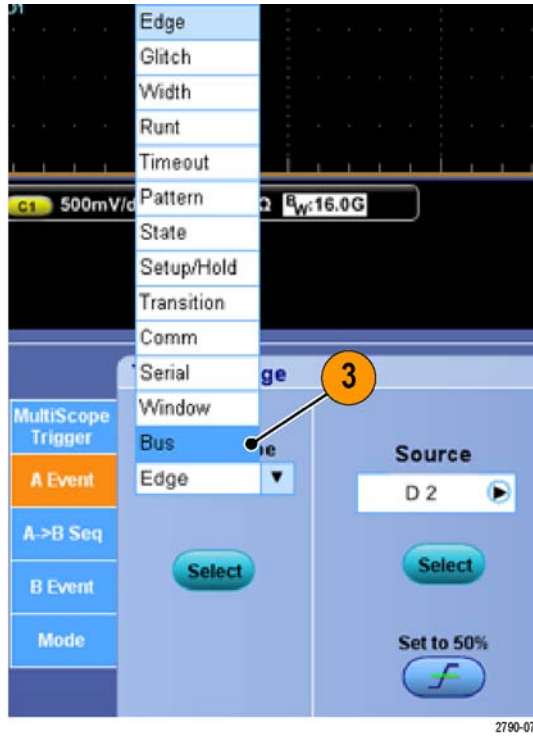 Edge
Glitch
Width
Runt
Timeout
Pattern
State
Setup/Hold
Transition
Comm
Serial
Window
Bus
Edge
C1 500mV/d Ω BW:16.0G
ge
3
MultiScope
Trigger
A Event
A->B Seq
B Event
Mode
Select
Source
D 2
Select
Set to 50%
2790-07